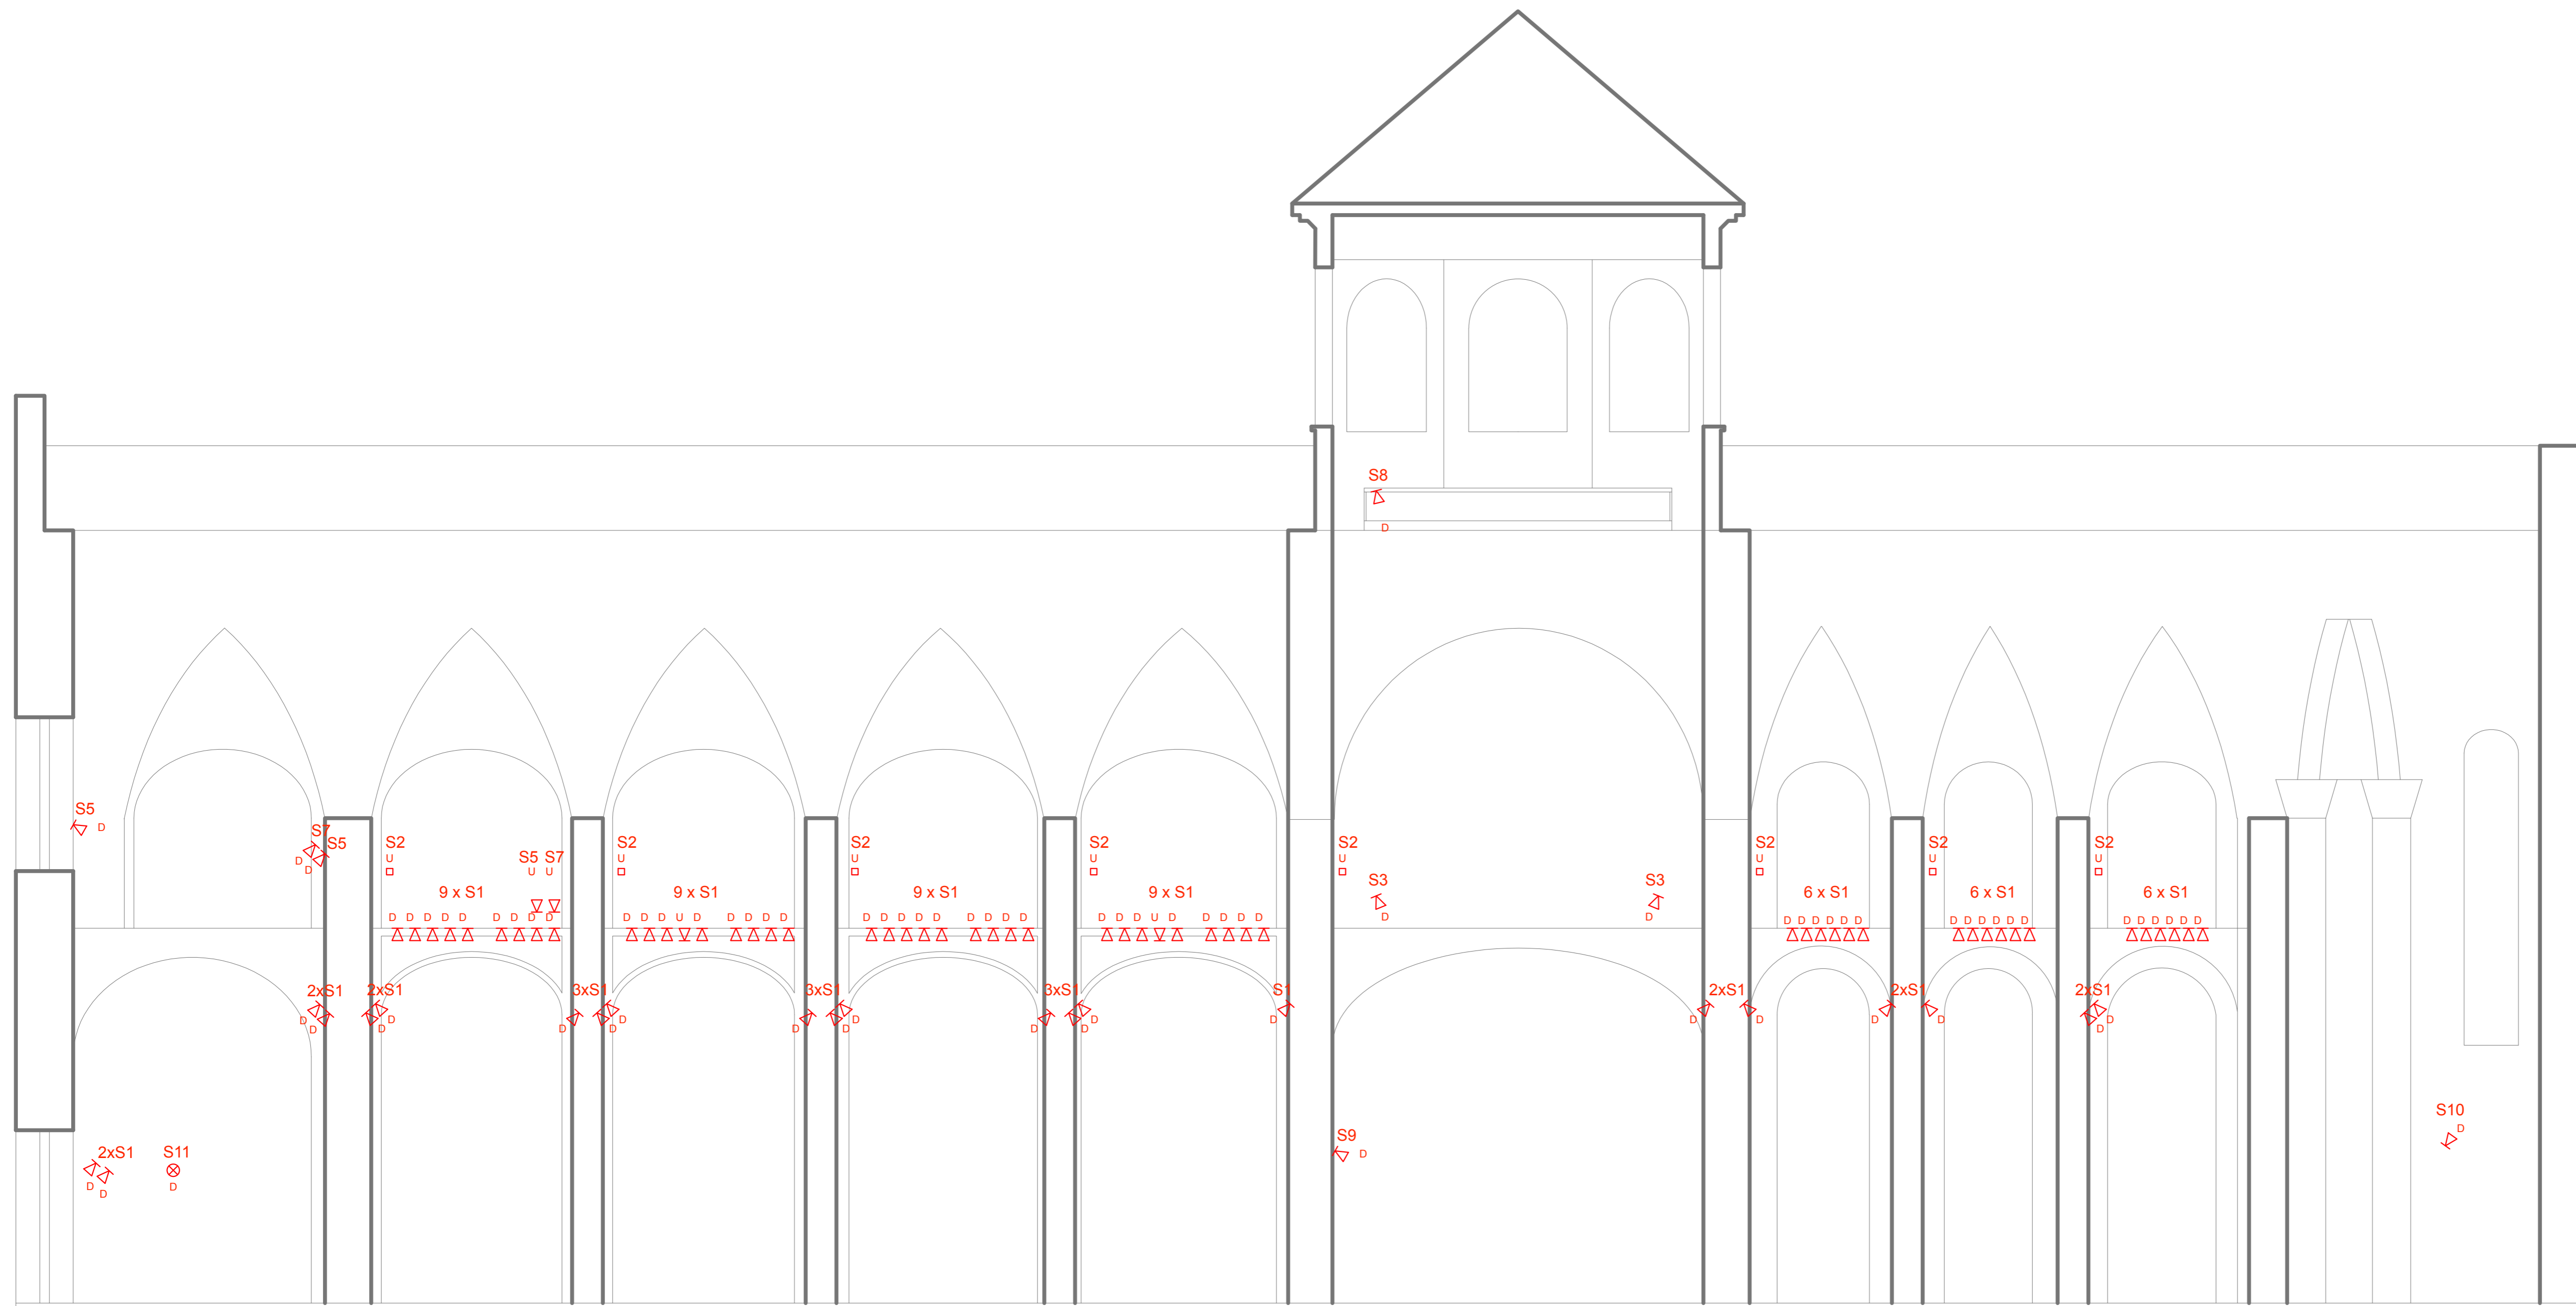 S8
D
S5
D
S7
S5
D
D
S2 S2 S2 S2 S2 S2 S2 S2
U U U U U U U U
S5 S7
U U
S3 S3
D D
9 x S1 9 x S1 9 x S1 9 x S1 6 x S1 6 x S1 6 x S1
D D D D D D D D D
D D D U D D D D D
D D D D D D D D D
D D D U D D D D D
D D D D D D
D D D D D D
D D D D D D
2xS1 2xS1 3xS1 3xS1 3xS1 S1 2xS1 2xS1 2xS1
D D D D D D D D D D D D D D D D D D D D
S10
D
S9
D
2xS1 S11
D D D